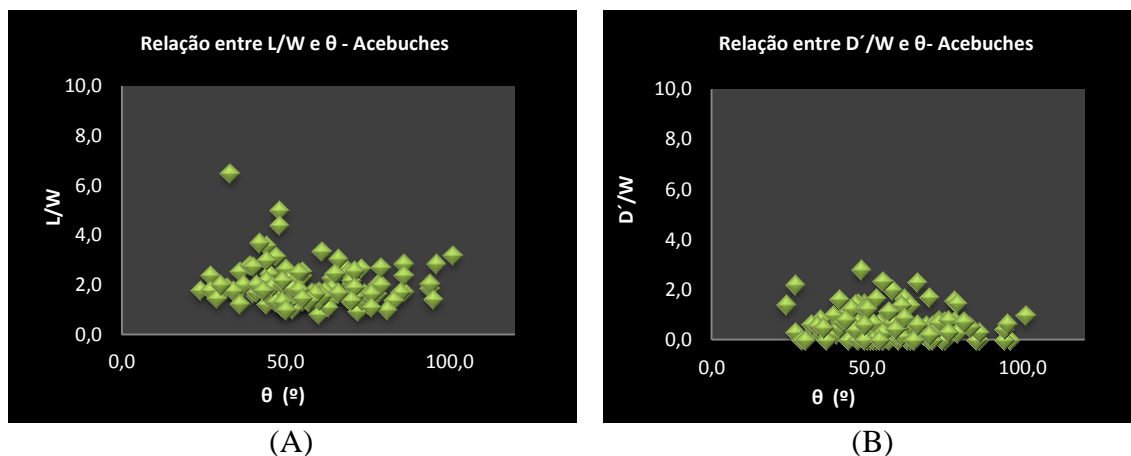 Relação entre L/W e θ - Acebuches
10,0
8,0
6,0
4,0
2,0
0,0
L/W
0,0
50,0
100,0
θ (º)
(A)
Relação entre D´/W e θ- Acebuches
10,0
8,0
6,0
4,0
2,0
0,0
D´/W
0,0
50,0
100,0
θ (º)
(B)